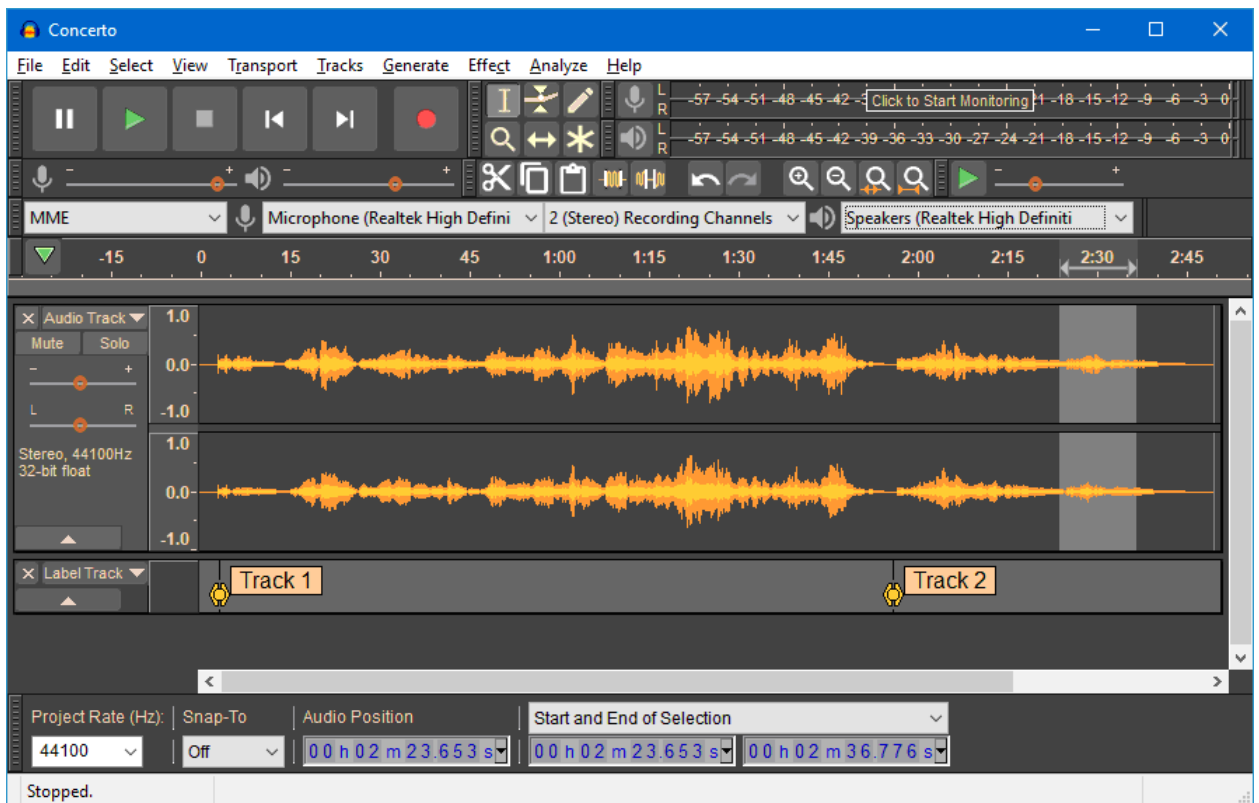 Concerto
File Edit Select View Transport Tracks Generate Effect Analyze Help
L
R
-57 -54 -51 -48 -45 -42 -3 Click to Start Monitoring 1 -18 -15 -12 -9 -6 -3 0
L
R
-57 -54 -51 -48 -45 -42 -39 -36 -33 -30 -27 -24 -21 -18 -15 -12 -9 -6 -3 0
- + - + - +
MME Microphone (Realtek High Defini 2 (Stereo) Recording Channels Speakers (Realtek High Definiti
-15 0 15 30 45 1:00 1:15 1:30 1:45 2:00 2:15 2:30 2:45
Audio Track 1.0
Mute Solo
- + 0.0
L R -1.0
Stereo, 44100Hz 1.0
32-bit float
0.0
-1.0
Label Track Track 1 Track 2
Project Rate (Hz): Snap-To Audio Position Start and End of Selection
44100 Off 00 h 02 m 23.653 s 00 h 02 m 23.653 s 00 h 02 m 36.776 s
Stopped.